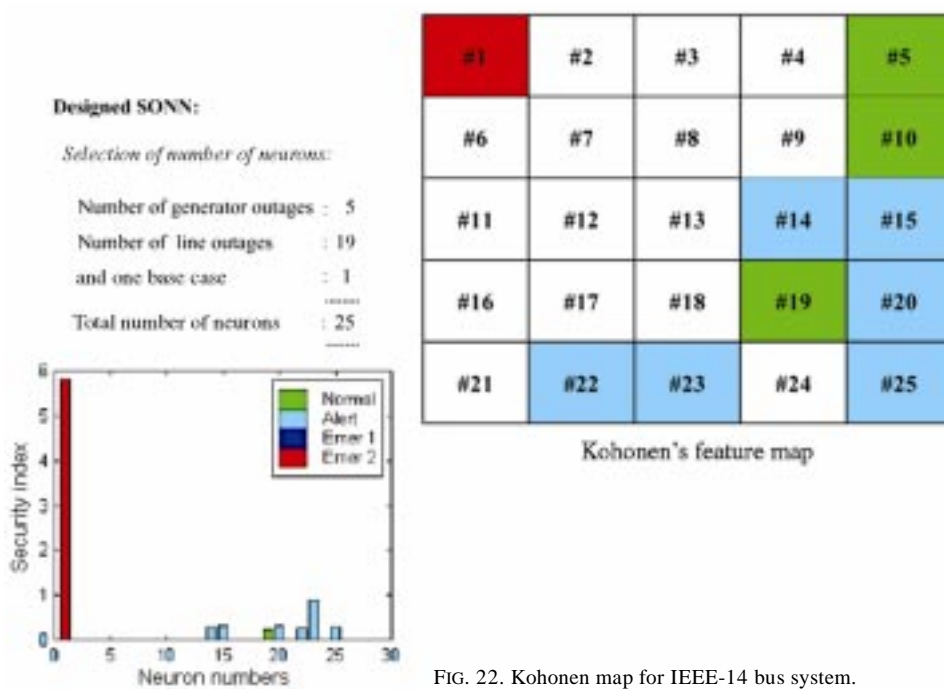 Designed SONN:
Selection of number of neurons:
Number of generator outages : 5
Number of line outages : 19
and one base case : 1
-------
Total number of neurons : 25
-------
#1 #2 #3 #4 #5
#6 #7 #8 #9 #10
#11 #12 #13 #14 #15
#16 #17 #18 #19 #20
#21 #22 #23 #24 #25
Kohonen's feature map
6
5
4
3
2
1
0
Security index
Normal
Alert
Emer 1
Emer 2
0 5 10 15 20 25 30
Neuron numbers
FIG. 22. Kohonen map for IEEE-14 bus system.